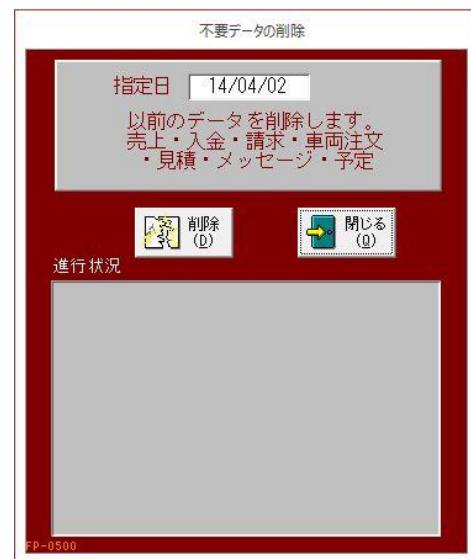 不要データの削除
指定日 14/04/02
以前のデータを削除します。
売上・入金・請求・車両注文
・見積・メッセージ・予定
削除
(D)
閉じる
(Q)
進行状況
FP-0500